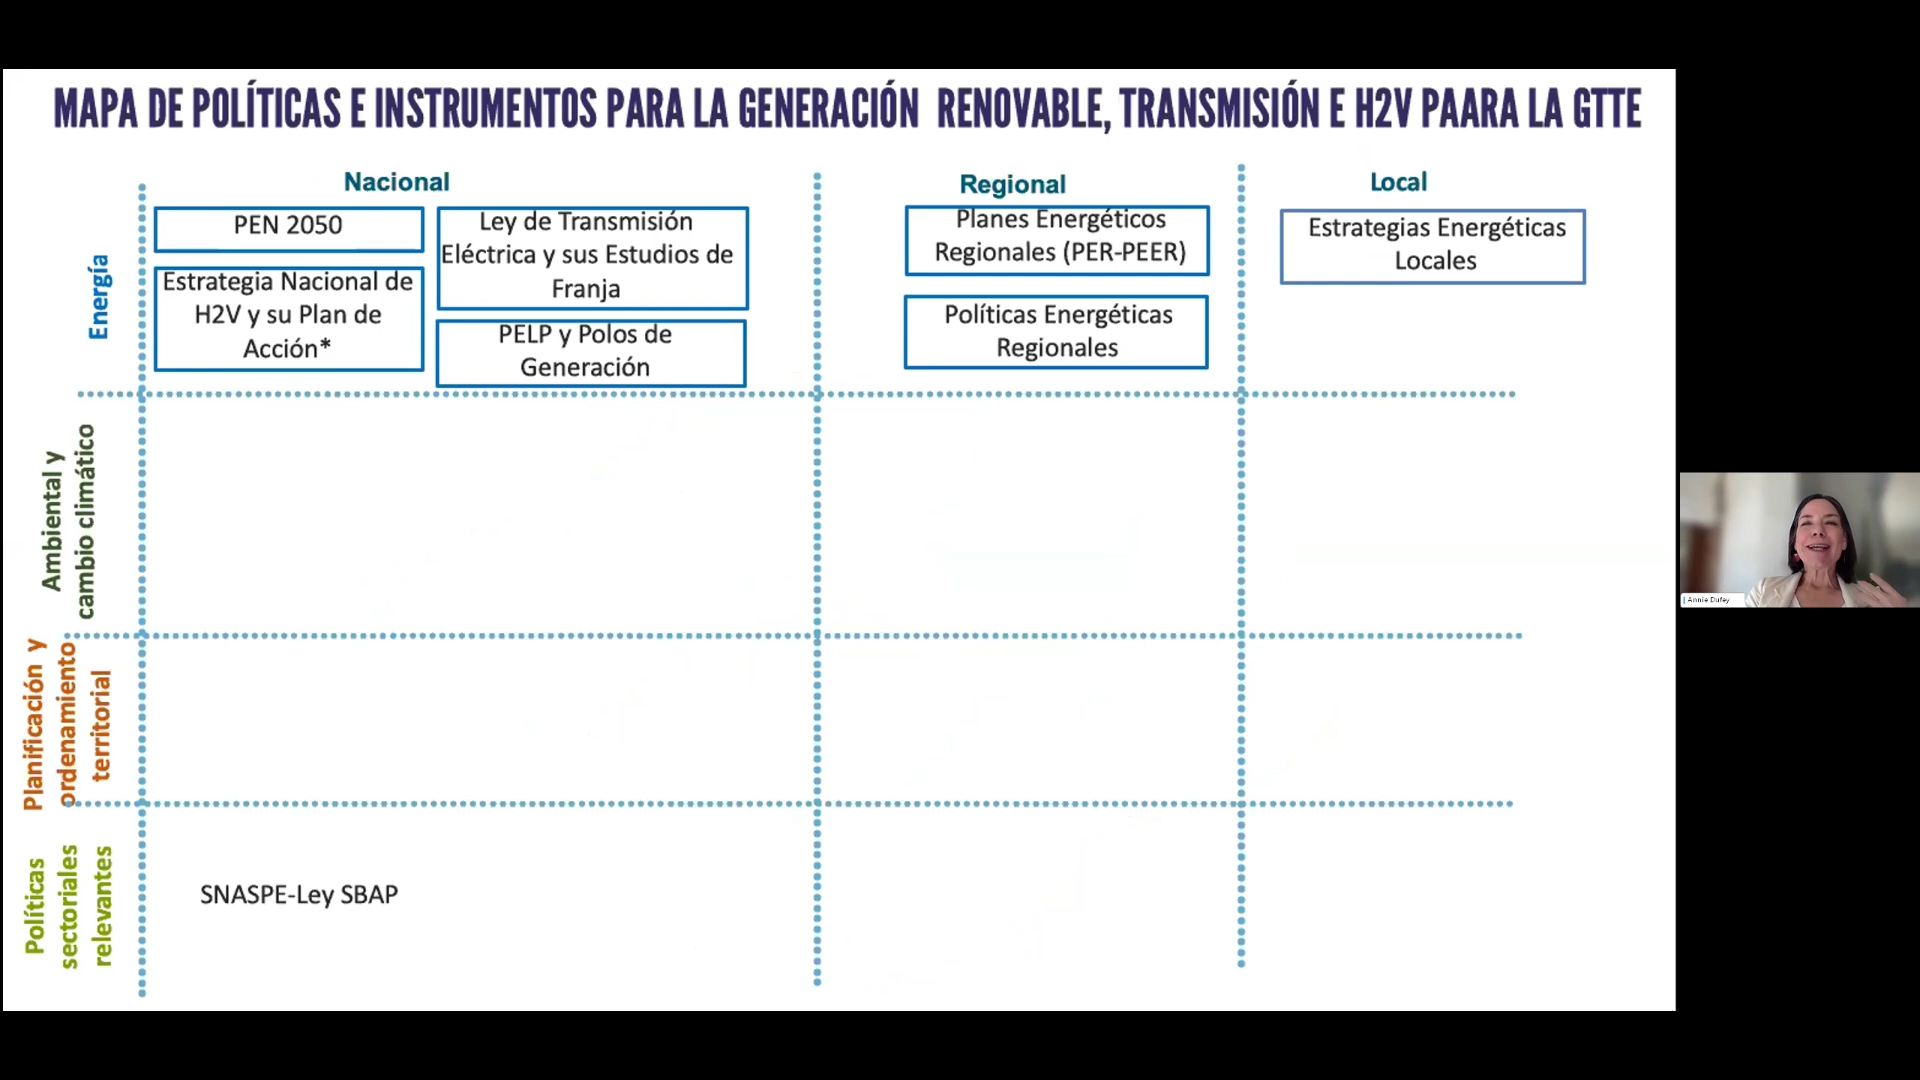 MAPA DE POLÍTICAS E INSTRUMENTOS PARA LA GENERACIÓN RENOVABLE, TRANSMISIÓN E H2V PAARA LA GTTE
Nacional
Regional
Local
Energía
PEN 2050
Estrategia Nacional de
H2V y su Plan de
Acción*
Ley de Transmisión
Eléctrica y sus Estudios de
Franja
PELP y Polos de
Generación
Planes Energéticos
Regionales (PER-PEER)
Políticas Energéticas
Regionales
Estrategias Energéticas
Locales
Ambiental y
cambio climático
Planificación y
ordenamiento
territorial
Políticas
sectoriales
relevantes
SNASPE-Ley SBAP
Annie Dufey